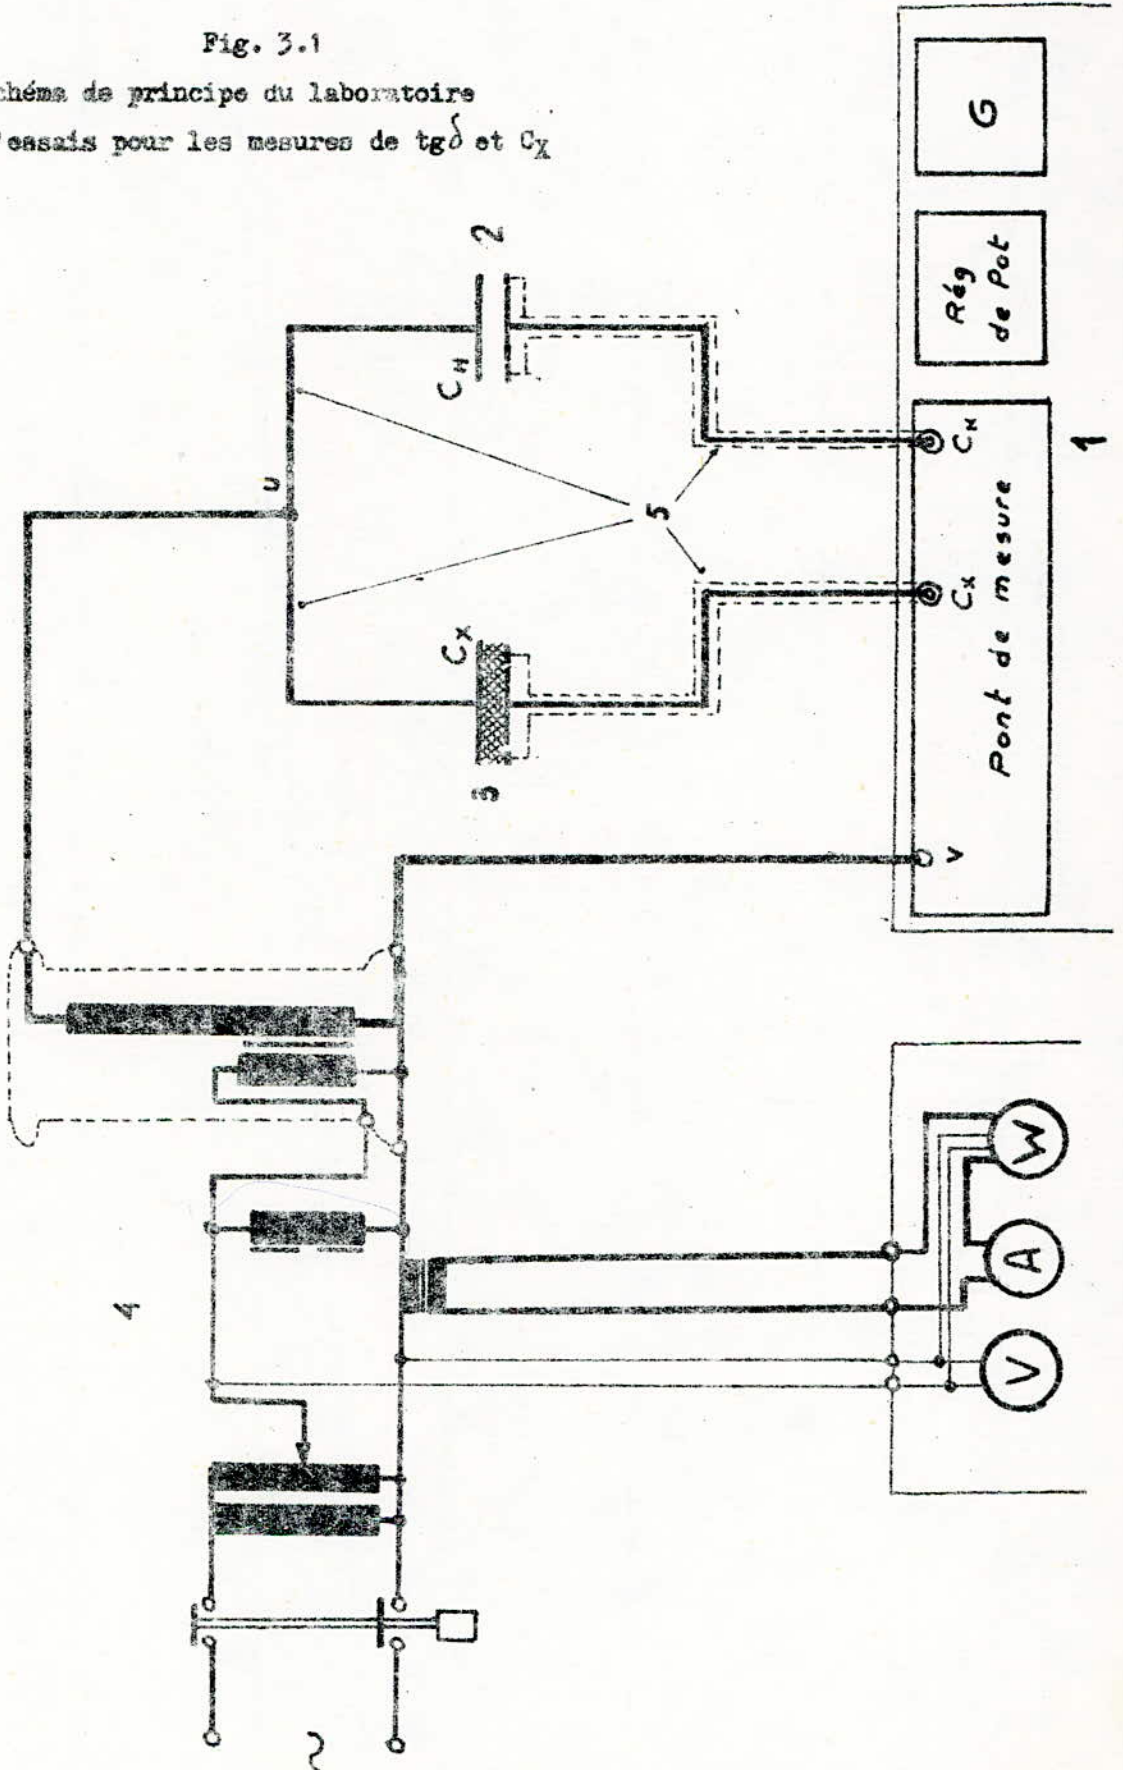 Fig. 3.1
héma de principe du laboratoire
'essais pour les mesures de tgδ et Cx
G
Rég
de Pot
Pont de mesure
1
2
CN
U
5
CN
Cx
Cx
3
V
4
W
A
V
~